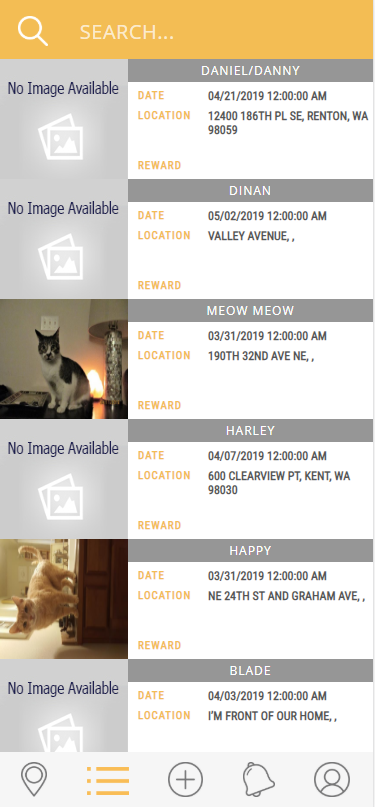 SEARCH...
No Image Available
DANIEL/DANNY
DATE 04/21/2019 12:00:00 AM
LOCATION 12400 186TH PL SE, RENTON, WA
98059
REWARD
No Image Available
DINAN
DATE 05/02/2019 12:00:00 AM
LOCATION VALLEY AVENUE, ,
REWARD
MEOW MEOW
DATE 03/31/2019 12:00:00 AM
LOCATION 190TH 32ND AVE NE, ,
REWARD
No Image Available
HARLEY
DATE 04/07/2019 12:00:00 AM
LOCATION 600 CLEARVIEW PT, KENT, WA
98030
REWARD
HAPPY
DATE 03/31/2019 12:00:00 AM
LOCATION NE 24TH ST AND GRAHAM AVE, ,
REWARD
No Image Available
BLADE
DATE 04/03/2019 12:00:00 AM
LOCATION I'M FRONT OF OUR HOME, ,